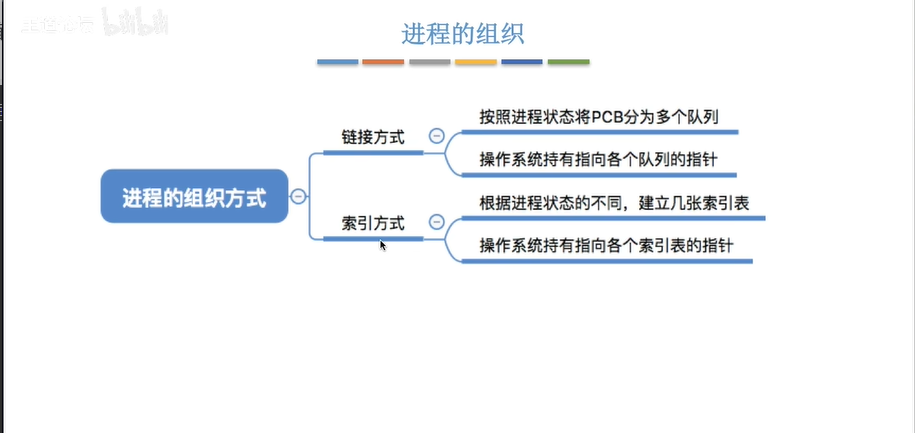 bilibili
进程的组织
链接方式
按照进程状态将PCB分为多个队列
操作系统持有指向各个队列的指针
进程的组织方式
索引方式
根据进程状态的不同，建立几张索引表
操作系统持有指向各个索引表的指针